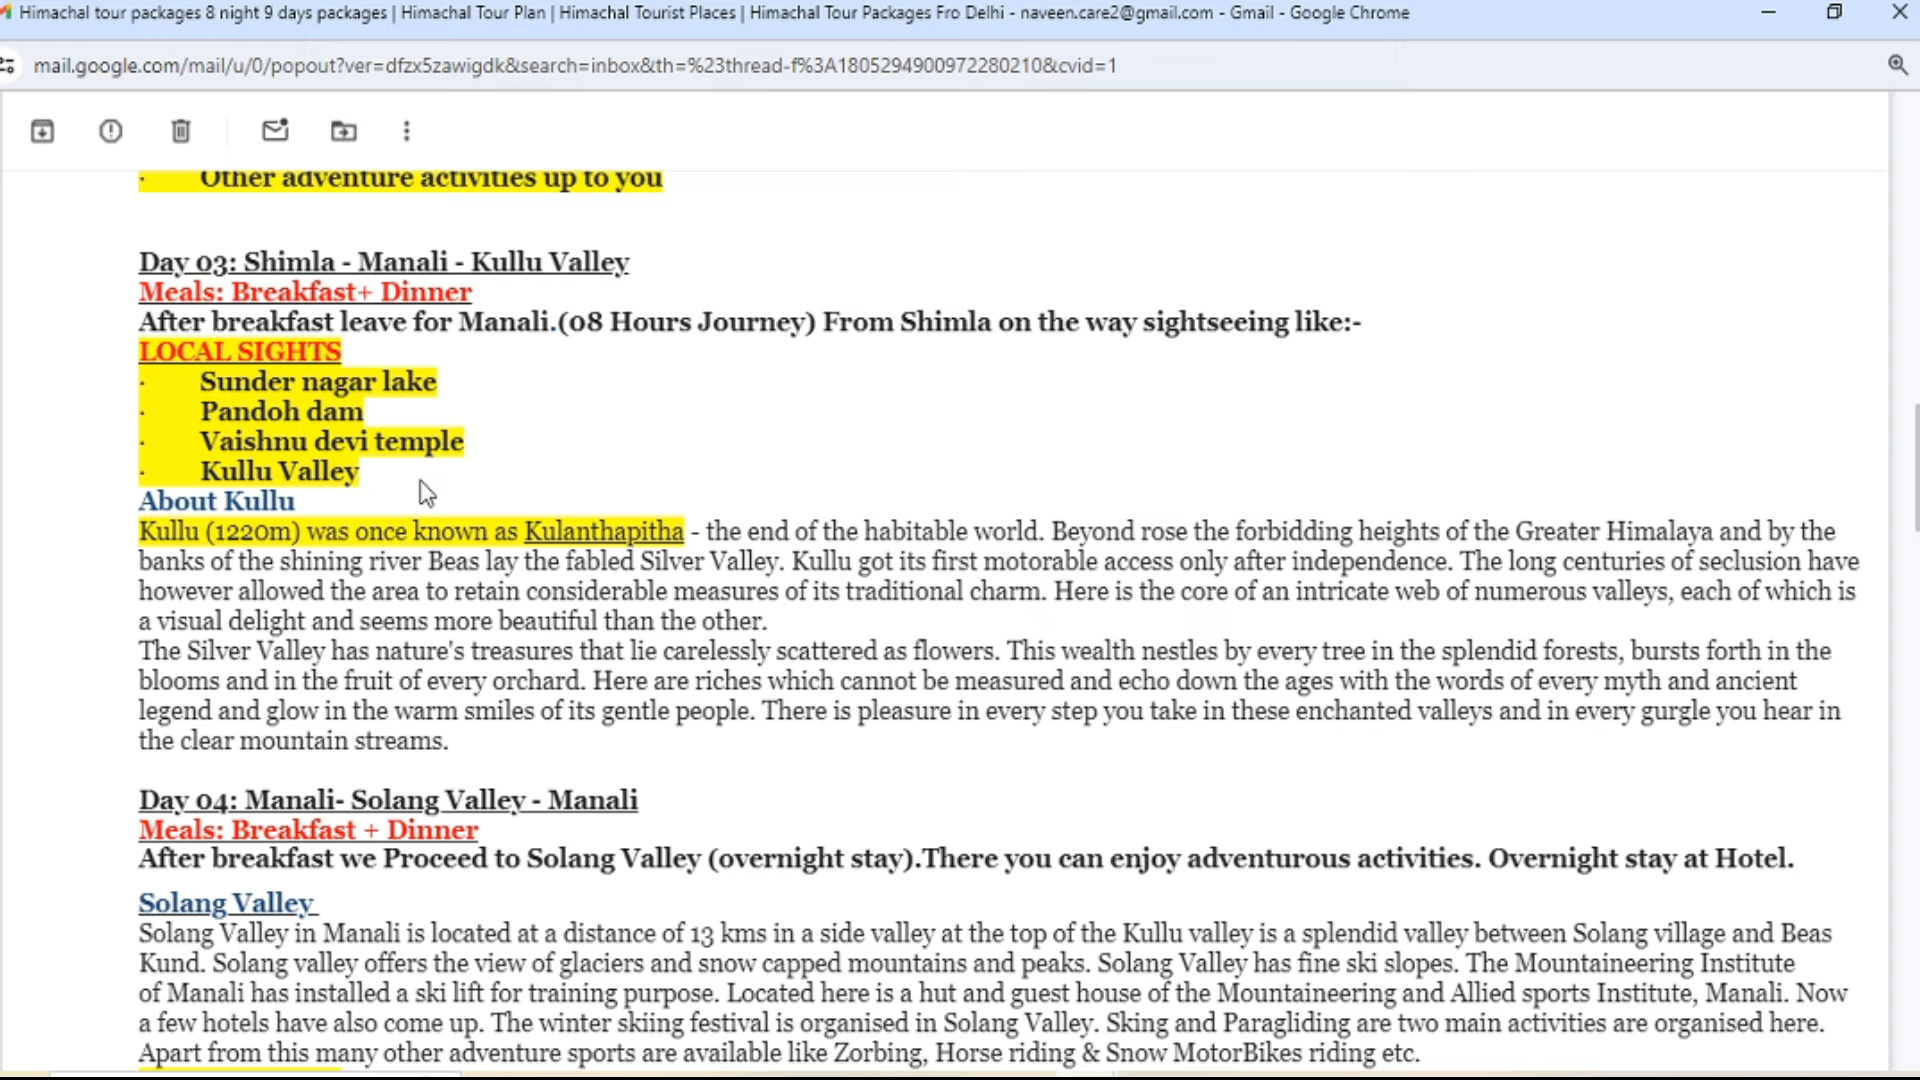 Himachal tour packages 8 night 9 days packages | Himachal Tour Plan | Himachal Tourist Places | Himachal Tour Packages Fro Delhi - naveen.care2@gmail.com - Gmail - Google Chrome
mail.google.com/mail/u/0/popout?ver=dfzx5zawigdk&search=inbox&th=%23thread-f%3A1805294900972280210&cvid=1
· Other adventure activities up to you
Day 03: Shimla - Manali - Kullu Valley
Meals: Breakfast+ Dinner
After breakfast leave for Manali.(08 Hours Journey) From Shimla on the way sightseeing like:-
LOCAL SIGHTS
· Sunder nagar lake
· Pandoh dam
· Vaishnu devi temple
· Kullu Valley
About Kullu
Kullu (1220m) was once known as Kulanthapitha - the end of the habitable world. Beyond rose the forbidding heights of the Greater Himalaya and by the
banks of the shining river Beas lay the fabled Silver Valley. Kullu got its first motorable access only after independence. The long centuries of seclusion have
however allowed the area to retain considerable measures of its traditional charm. Here is the core of an intricate web of numerous valleys, each of which is
a visual delight and seems more beautiful than the other.
The Silver Valley has nature's treasures that lie carelessly scattered as flowers. This wealth nestles by every tree in the splendid forests, bursts forth in the
blooms and in the fruit of every orchard. Here are riches which cannot be measured and echo down the ages with the words of every myth and ancient
legend and glow in the warm smiles of its gentle people. There is pleasure in every step you take in these enchanted valleys and in every gurgle you hear in
the clear mountain streams.
Day 04: Manali- Solang Valley - Manali
Meals: Breakfast + Dinner
After breakfast we Proceed to Solang Valley (overnight stay).There you can enjoy adventurous activities. Overnight stay at Hotel.
Solang Valley
Solang Valley in Manali is located at a distance of 13 kms in a side valley at the top of the Kullu valley is a splendid valley between Solang village and Beas
Kund. Solang valley offers the view of glaciers and snow capped mountains and peaks. Solang Valley has fine ski slopes. The Mountaineering Institute
of Manali has installed a ski lift for training purpose. Located here is a hut and guest house of the Mountaineering and Allied sports Institute, Manali. Now
a few hotels have also come up. The winter skiing festival is organised in Solang Valley. Sking and Paragliding are two main activities are organised here.
Apart from this many other adventure sports are available like Zorbing, Horse riding & Snow MotorBikes riding etc.